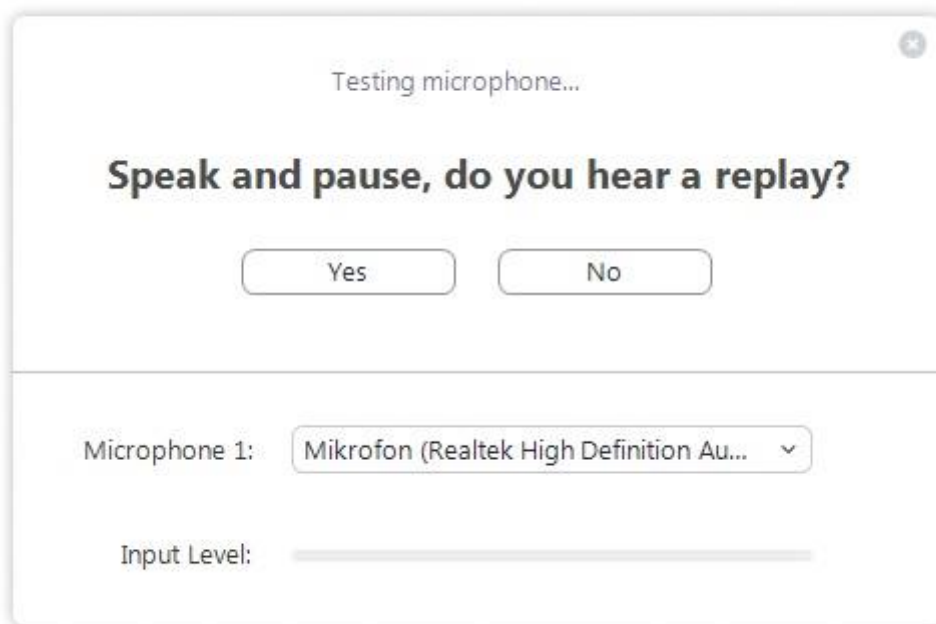 Testing microphone...
Speak and pause, do you hear a replay?
Yes No
Microphone 1: Mikrofon (Realtek High Definition Au...
Input Level: